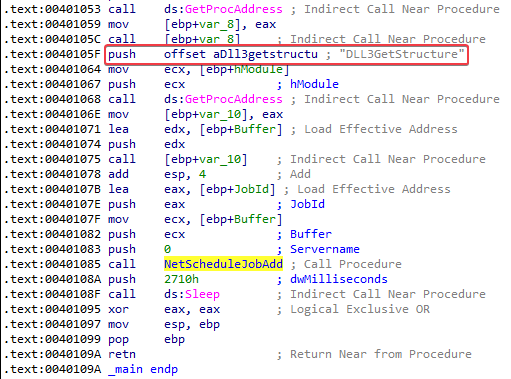 .text:00401053 call ds:GetProcAddress ; Indirect Call Near Procedure
.text:00401059 mov [ebp+var_8], eax
.text:0040105C call [ebp+var_8] ; Indirect Call Near Procedure
.text:0040105F push offset aDll3getstructu ; "DLL3GetStructure"
.text:00401064 mov ecx, [ebp+hModule]
.text:00401067 push ecx ; hModule
.text:00401068 call ds:GetProcAddress ; Indirect Call Near Procedure
.text:0040106E mov [ebp+var_10], eax
.text:00401071 lea edx, [ebp+Buffer] ; Load Effective Address
.text:00401074 push edx
.text:00401075 call [ebp+var_10] ; Indirect Call Near Procedure
.text:00401078 add esp, 4 ; Add
.text:0040107B lea eax, [ebp+JobId] ; Load Effective Address
.text:0040107E push eax ; JobId
.text:0040107F mov ecx, [ebp+Buffer]
.text:00401082 push ecx ; Buffer
.text:00401083 push 0 ; Servername
.text:00401085 call NetScheduleJobAdd ; Call Procedure
.text:0040108A push 2710h ; dwMilliseconds
.text:0040108F call ds:Sleep ; Indirect Call Near Procedure
.text:00401095 xor eax, eax ; Logical Exclusive OR
.text:00401097 mov esp, ebp
.text:00401099 pop ebp
.text:0040109A retn ; Return Near from Procedure
.text:0040109A _main endp